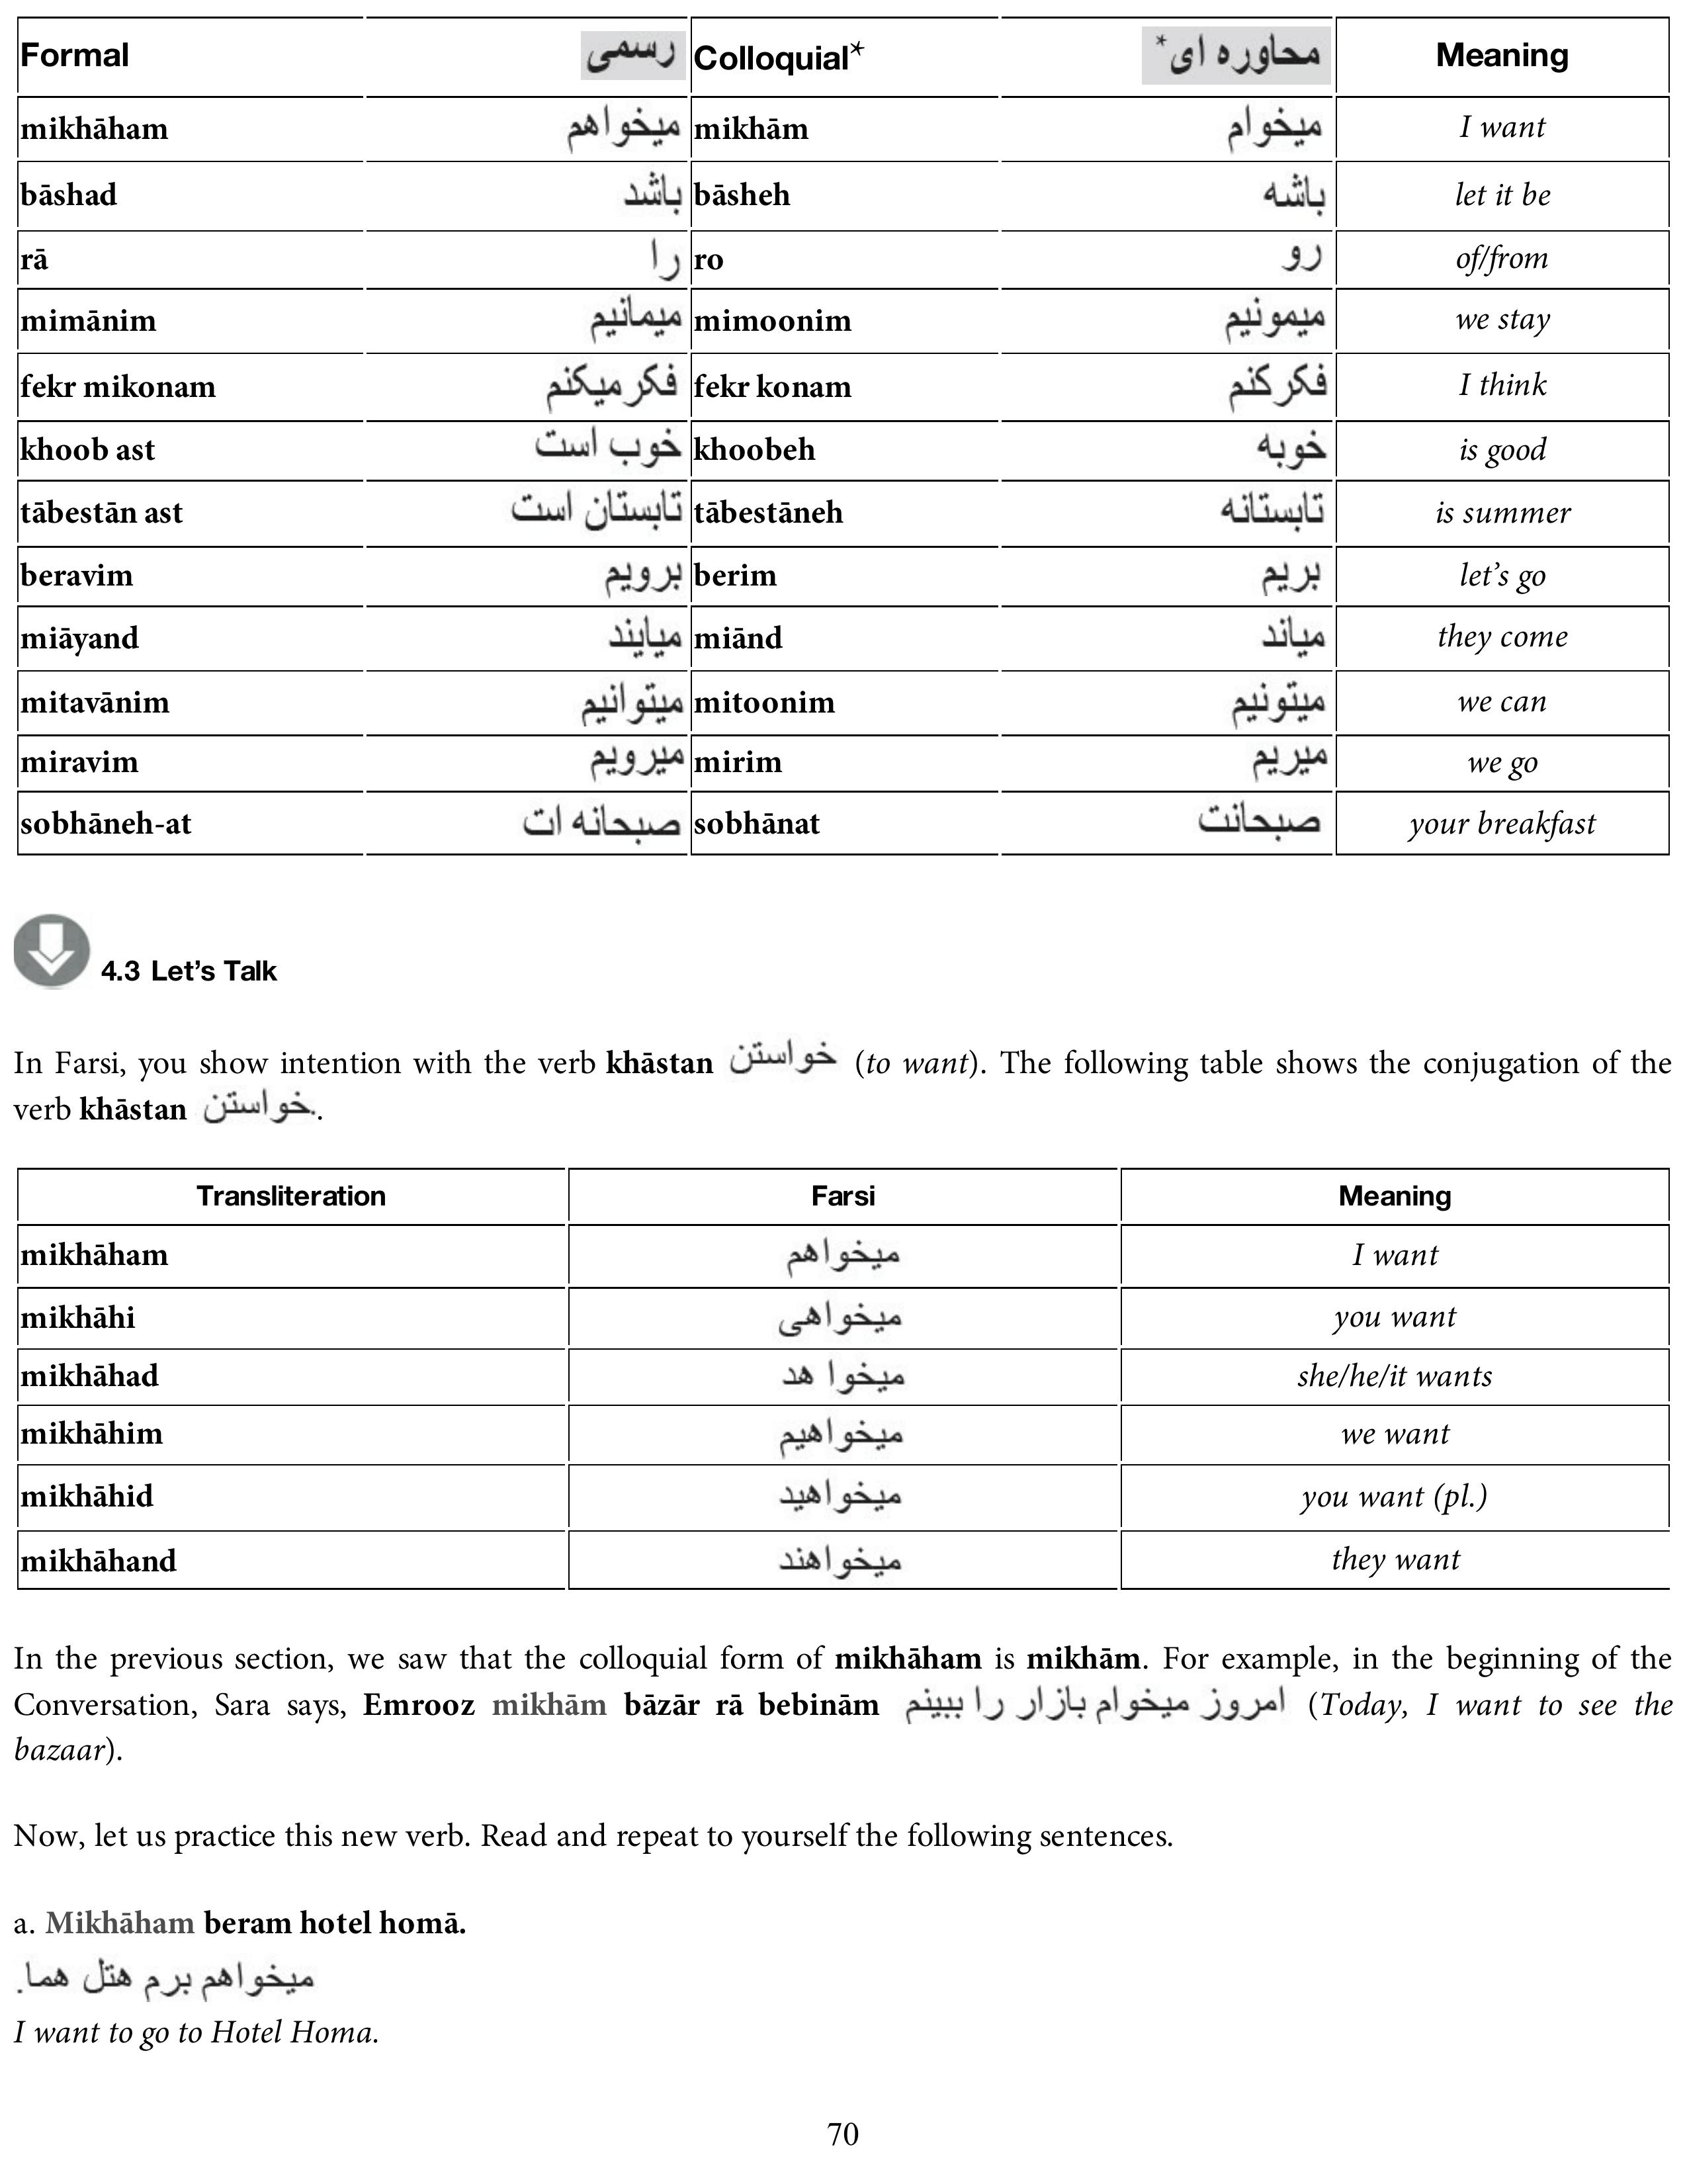 Formal رسمی Colloquial* محاوره ای* Meaning
mikhāham میخواهم mikhām میخوام I want
bāshad باشد bāsheh باشه let it be
rā را ro رو of/from
mimānim میمانیم mimoonim میمونیم we stay
fekr mikonam فکر میکنم fekr konam فکر کنم I think
khoob ast خوب است khoobeh خوبه is good
tābestān ast تابستان است tābestāneh تابستانه is summer
beravim برویم berim بریم let's go
miāyand میایند miānd میاند they come
mitavānim میتوانیم mitoonim میتونیم we can
miravim میرویم mirim میریم we go
sobhāneh-at صبحانه ات sobhānat صبحانت your breakfast
4.3 Let's Talk
In Farsi, you show intention with the verb khāstan خواستن (to want). The following table shows the conjugation of the
verb khāstan خواستن..
Transliteration Farsi Meaning
mikhāham میخواهم I want
mikhāhi میخواهی you want
mikhāhad میخوا هد she/he/it wants
mikhāhim میخواهیم we want
mikhāhid میخواهید you want (pl.)
mikhāhand میخواهند they want
In the previous section, we saw that the colloquial form of mikhāham is mikhām. For example, in the beginning of the
Conversation, Sara says, Emrooz mikhām bāzār rā bebinām امروز میخوام بازار را ببینم (Today, I want to see the
bazaar).
Now, let us practice this new verb. Read and repeat to yourself the following sentences.
a. Mikhāham beram hotel homā.
میخواهم برم هتل هما.
I want to go to Hotel Homa.
70